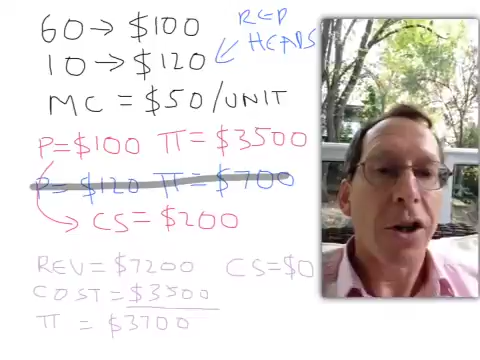 60 → $100
10 → $120
RED HEADS
MC = $50/UNIT
P = $100 π = $3500
P = $120 π = $700
CS = $200
REV = $7200 CS = $0
COST = $3500
π = $3700